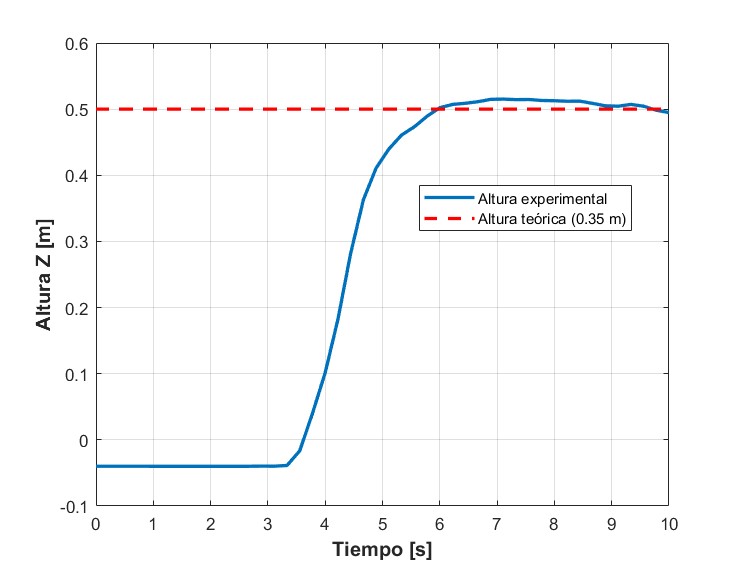 0.6
0.5
0.4
0.3
0.2
0.1
0
-0.1
Altura Z [m]
Altura experimental
Altura teórica (0.35 m)
0 1 2 3 4 5 6 7 8 9 10
Tiempo [s]